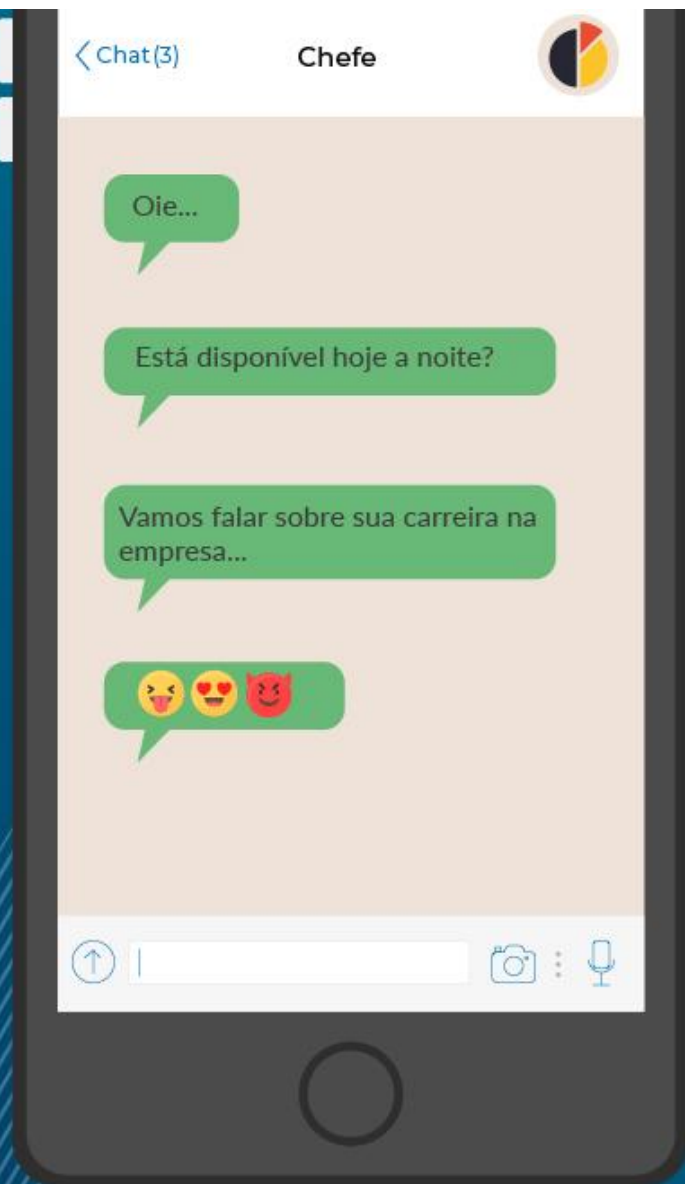 Chat(3)
Chefe
Oie...
Está disponível hoje a noite?
Vamos falar sobre sua carreira na
empresa...